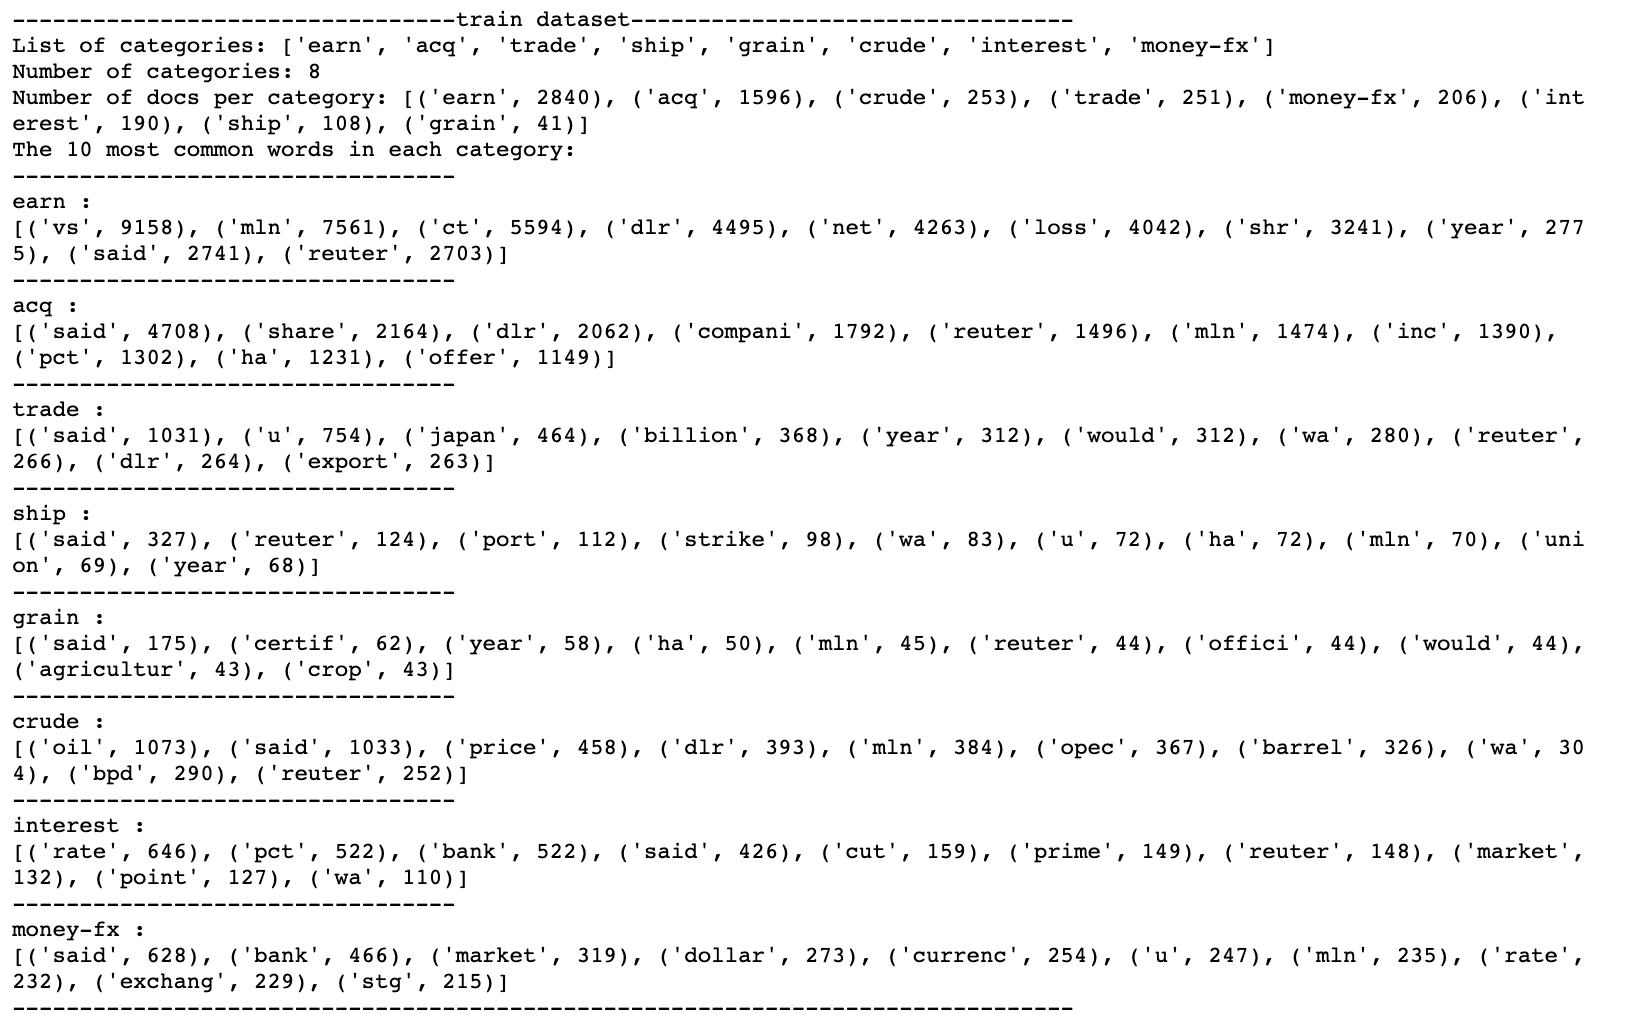 ---------------------------------train dataset---------------------------------
List of categories: ['earn', 'acq', 'trade', 'ship', 'grain', 'crude', 'interest', 'money-fx']
Number of categories: 8
Number of docs per category: [('earn', 2840), ('acq', 1596), ('crude', 253), ('trade', 251), ('money-fx', 206), ('int
erest', 190), ('ship', 108), ('grain', 41)]
The 10 most common words in each category:
---------------------------------
earn :
[('vs', 9158), ('mln', 7561), ('ct', 5594), ('dlr', 4495), ('net', 4263), ('loss', 4042), ('shr', 3241), ('year', 277
5), ('said', 2741), ('reuter', 2703)]
---------------------------------
acq :
[('said', 4708), ('share', 2164), ('dlr', 2062), ('compani', 1792), ('reuter', 1496), ('mln', 1474), ('inc', 1390),
('pct', 1302), ('ha', 1231), ('offer', 1149)]
---------------------------------
trade :
[('said', 1031), ('u', 754), ('japan', 464), ('billion', 368), ('year', 312), ('would', 312), ('wa', 280), ('reuter',
266), ('dlr', 264), ('export', 263)]
---------------------------------
ship :
[('said', 327), ('reuter', 124), ('port', 112), ('strike', 98), ('wa', 83), ('u', 72), ('ha', 72), ('mln', 70), ('uni
on', 69), ('year', 68)]
---------------------------------
grain :
[('said', 175), ('certif', 62), ('year', 58), ('ha', 50), ('mln', 45), ('reuter', 44), ('offici', 44), ('would', 44),
('agricultur', 43), ('crop', 43)]
---------------------------------
crude :
[('oil', 1073), ('said', 1033), ('price', 458), ('dlr', 393), ('mln', 384), ('opec', 367), ('barrel', 326), ('wa', 30
4), ('bpd', 290), ('reuter', 252)]
---------------------------------
interest :
[('rate', 646), ('pct', 522), ('bank', 522), ('said', 426), ('cut', 159), ('prime', 149), ('reuter', 148), ('market',
132), ('point', 127), ('wa', 110)]
---------------------------------
money-fx :
[('said', 628), ('bank', 466), ('market', 319), ('dollar', 273), ('currenc', 254), ('u', 247), ('mln', 235), ('rate',
232), ('exchang', 229), ('stg', 215)]
-------------------------------------------------------------------------------